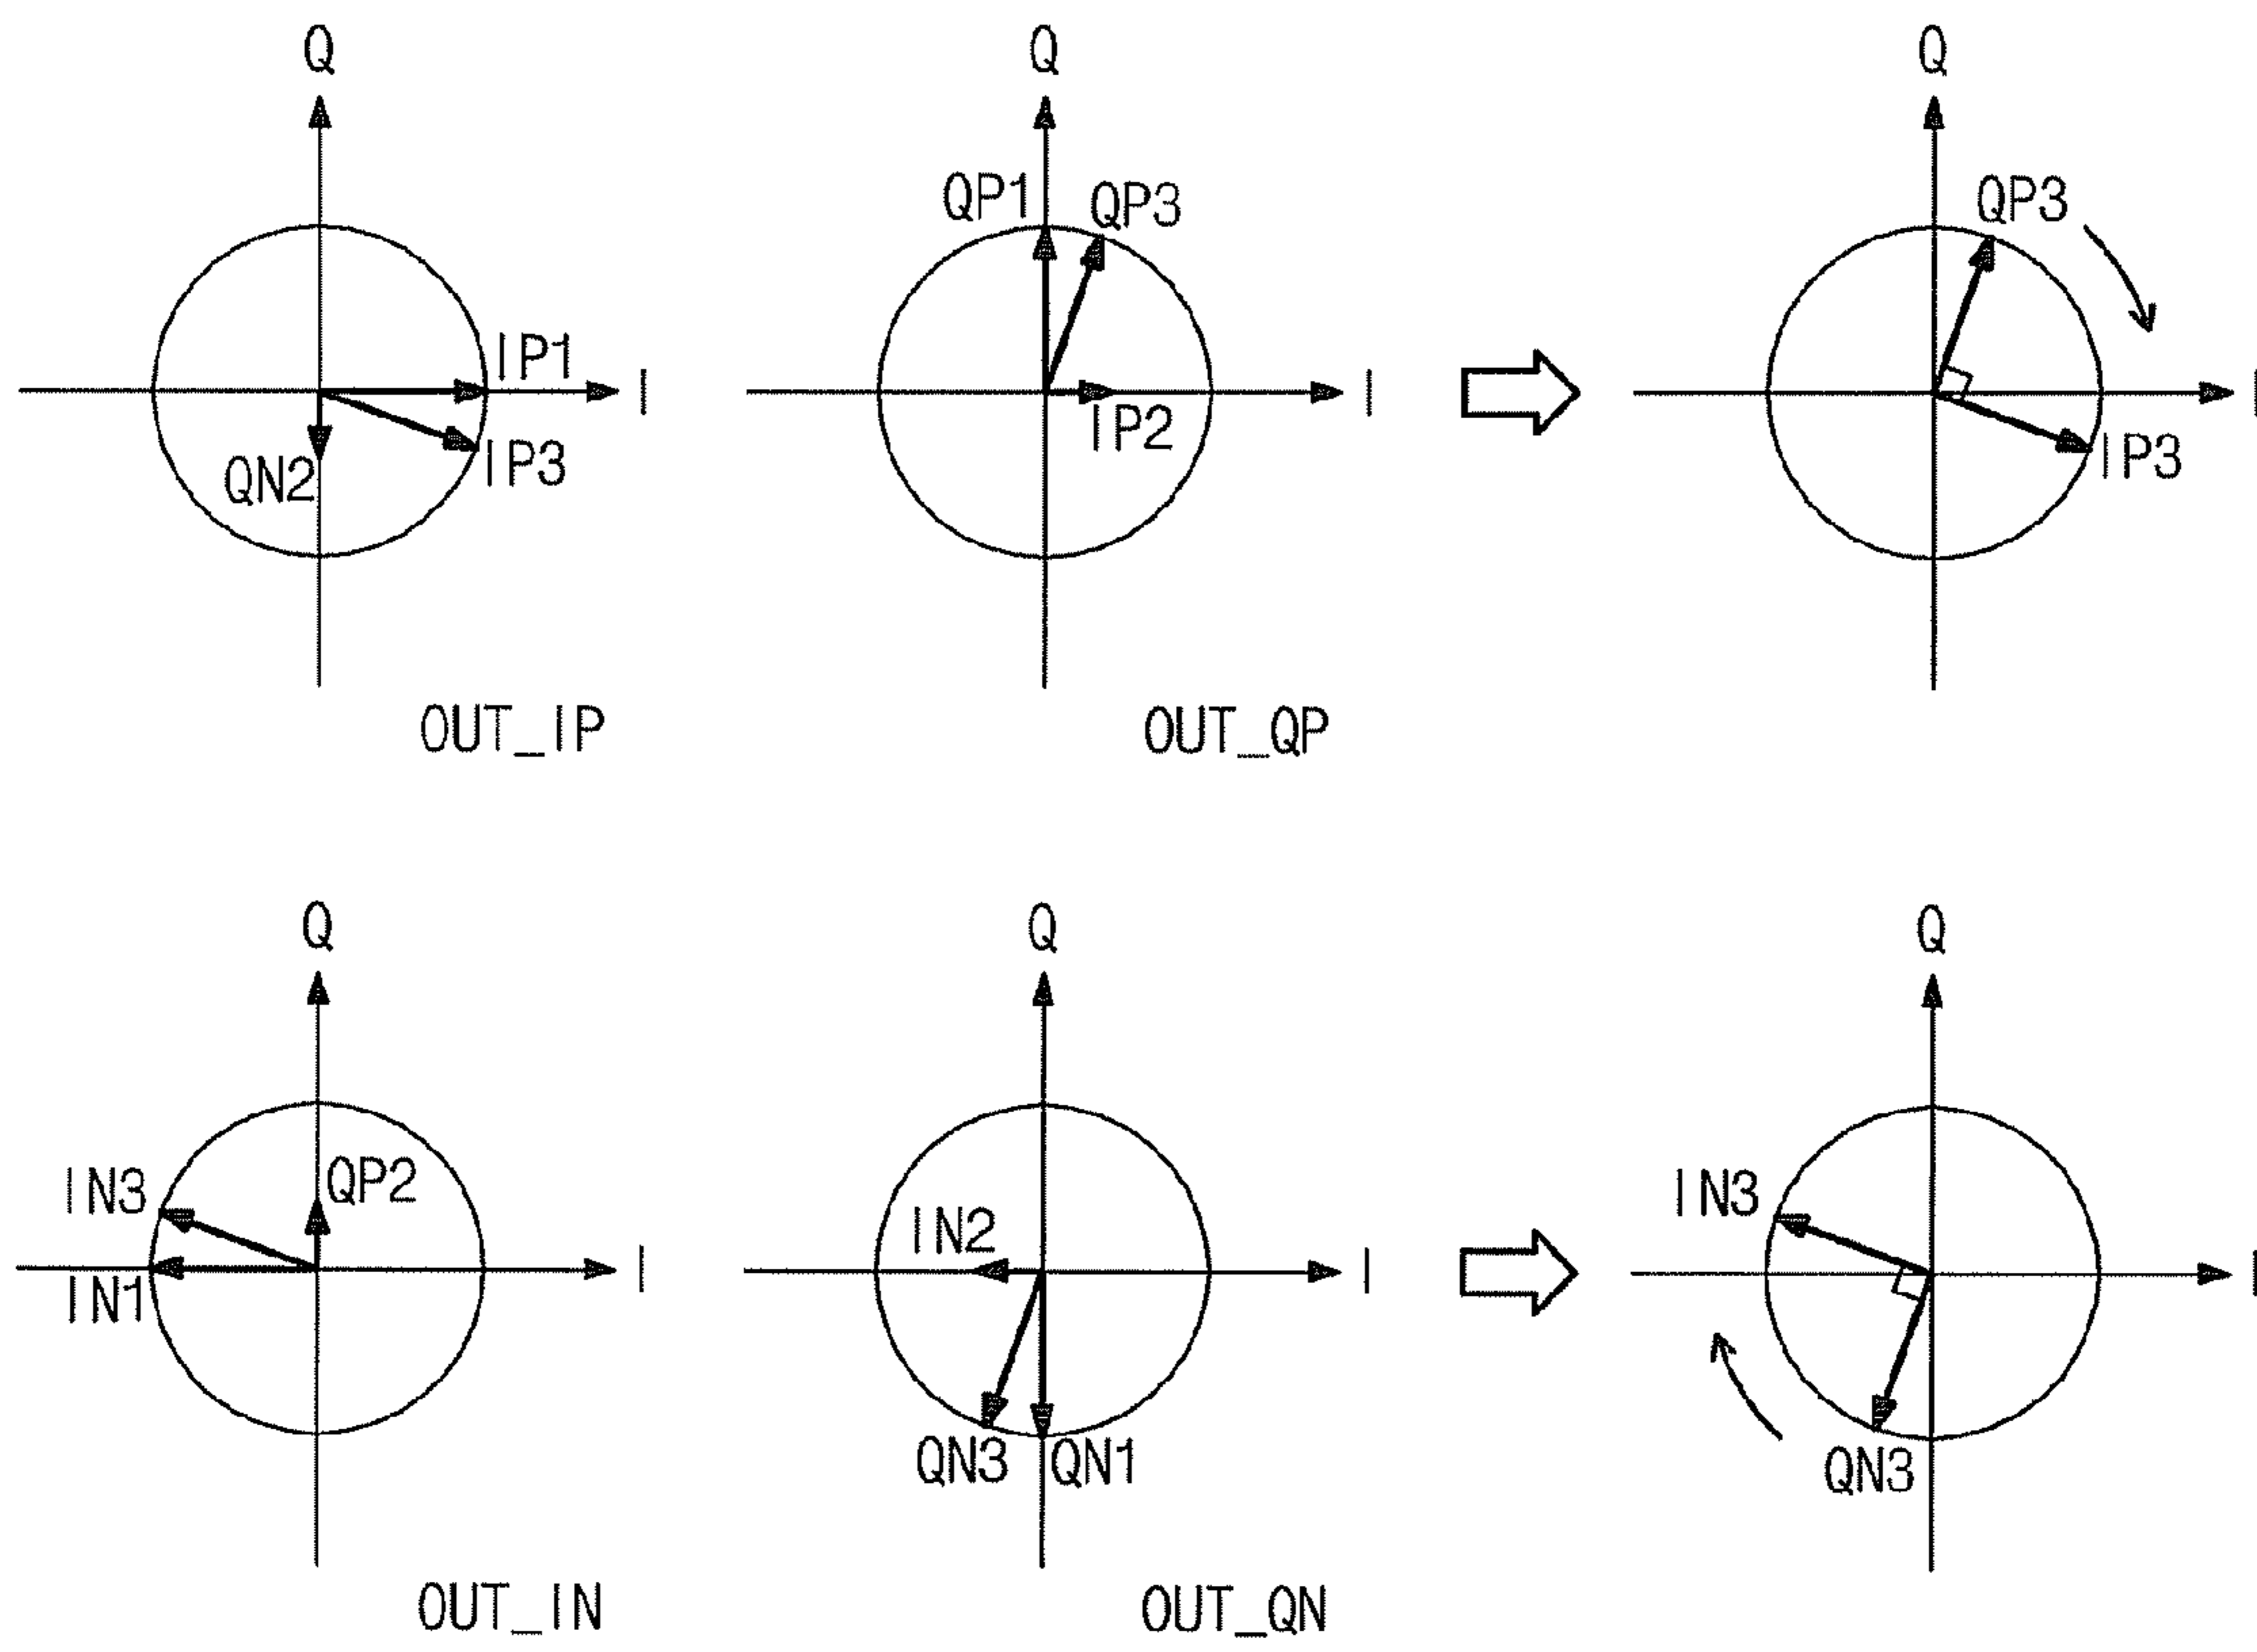 Q
Q
Q
QP1
QP3
QP3
IP1
I
I
I
IP2
QN2
IP3
IP3
OUT_IP
OUT_QP
Q
Q
Q
IN3
QP2
IN2
IN3
I
I
I
IN1
QN3
QN1
QN3
OUT_IN
OUT_QN